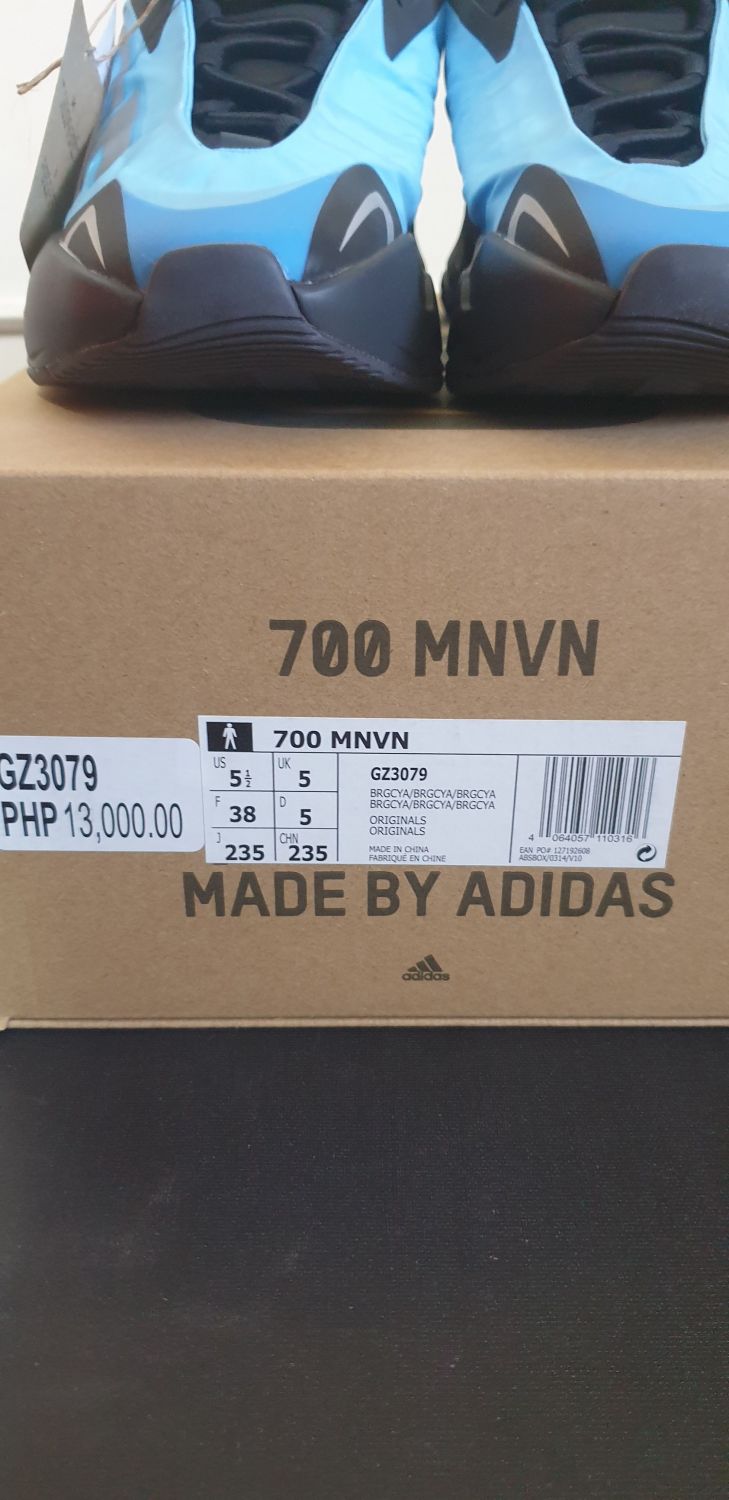 700 MNVN
GZ3079
PHP 13,000.00
700 MNVN
US 5½
UK 5
F 38
D 5
J 235
CHN 235
GZ3079
BRGCYA/BRGCYA/BRGCYA
BRGCYA/BRGCYA/BRGCYA
ORIGINALS
ORIGINALS
MADE IN CHINA
FABRIQUÉ EN CHINE
4 064057 110316
EAN PO# 127192608
ABSBOX/0314/V10
MADE BY ADIDAS
adidas